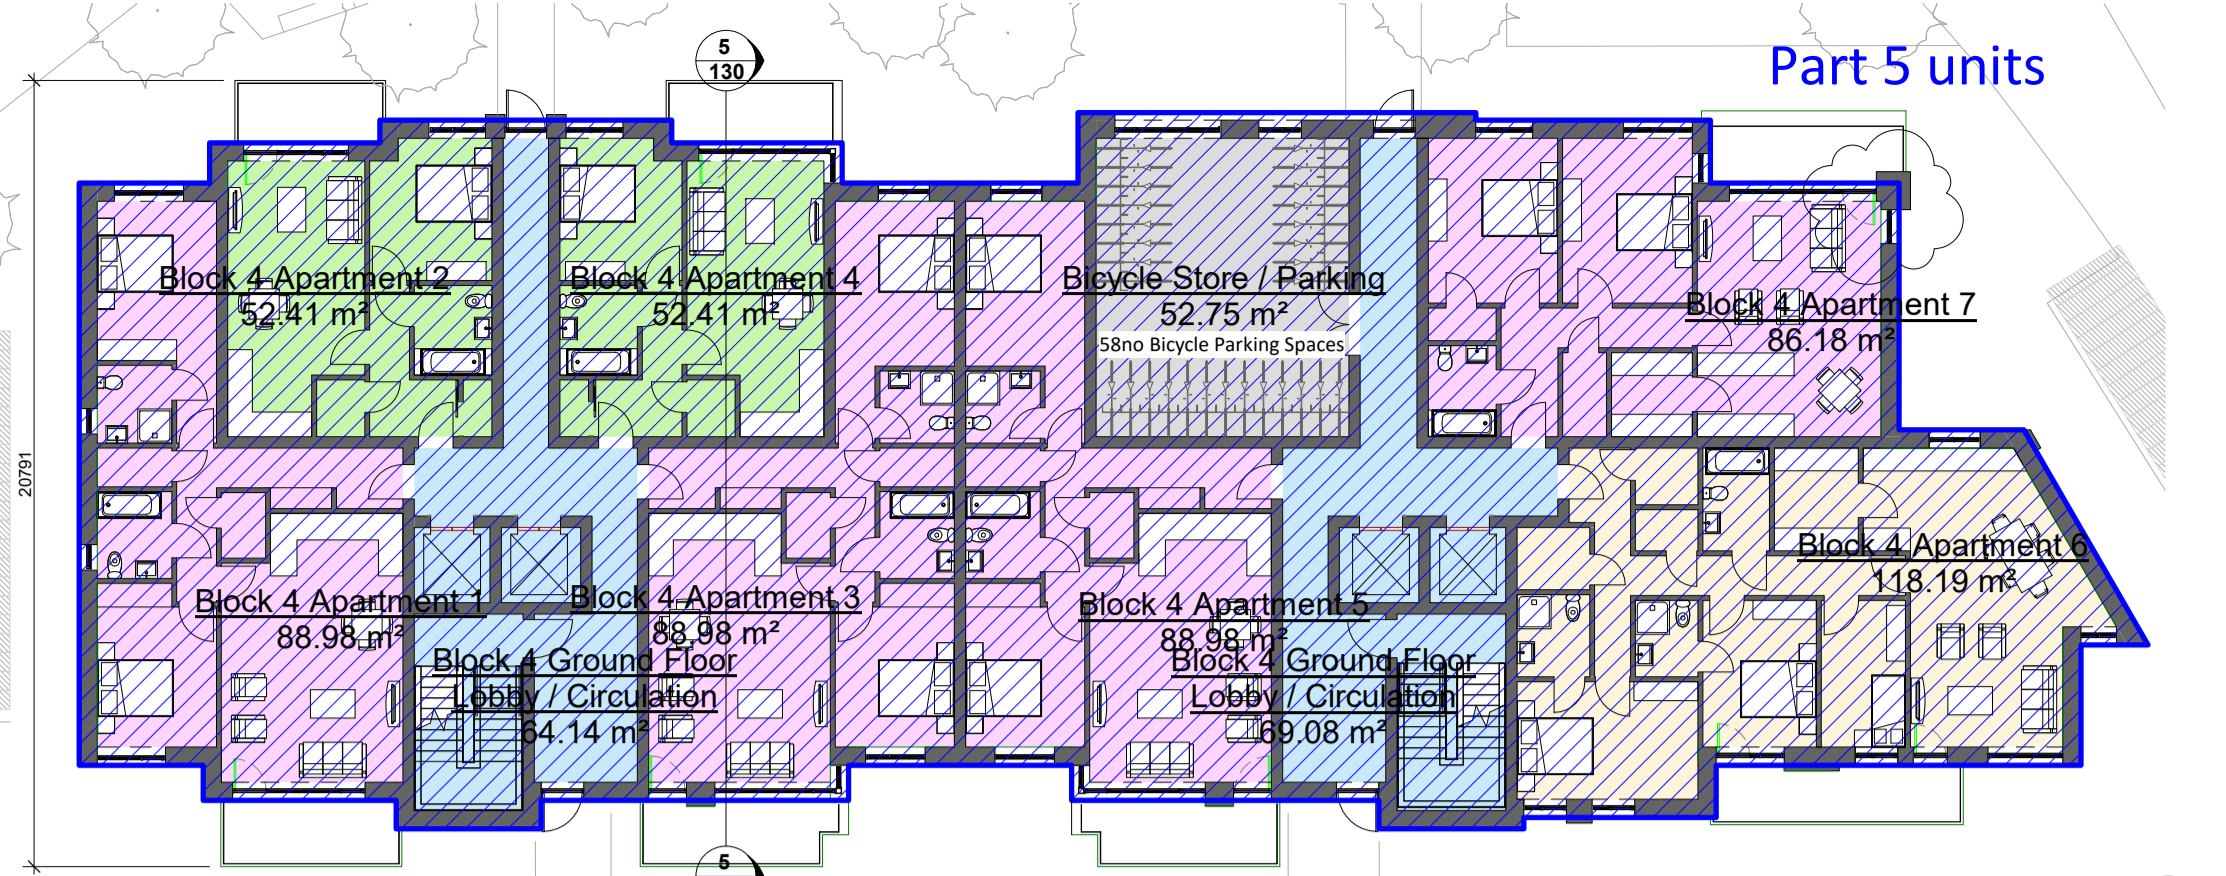 Part 5 units
5
130
Block 4 Apartment 2
52.41 m²
Block 4 Apartment 4
52.41 m²
Bicycle Store / Parking
52.75 m²
58no Bicycle Parking Spaces
Block 4 Apartment 7
86.18 m²
20791
Block 4 Apartment 1
88.98 m²
Block 4 Apartment 3
88.98 m²
Block 4 Apartment 5
88.98 m²
Block 4 Apartment 6
118.19 m²
Block 4 Ground Floor
Lobby / Circulation
64.14 m²
Block 4 Ground Floor
Lobby / Circulation
69.08 m²
5